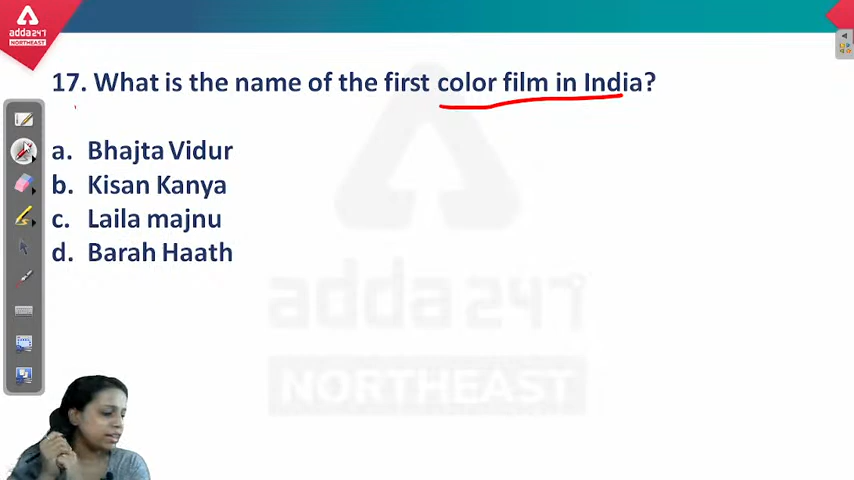 adda247
NORTHEAST
17. What is the name of the first color film in India?
a. Bhajta Vidur
b. Kisan Kanya
c. Laila majnu
d. Barah Haath
adda247
NORTHEAST